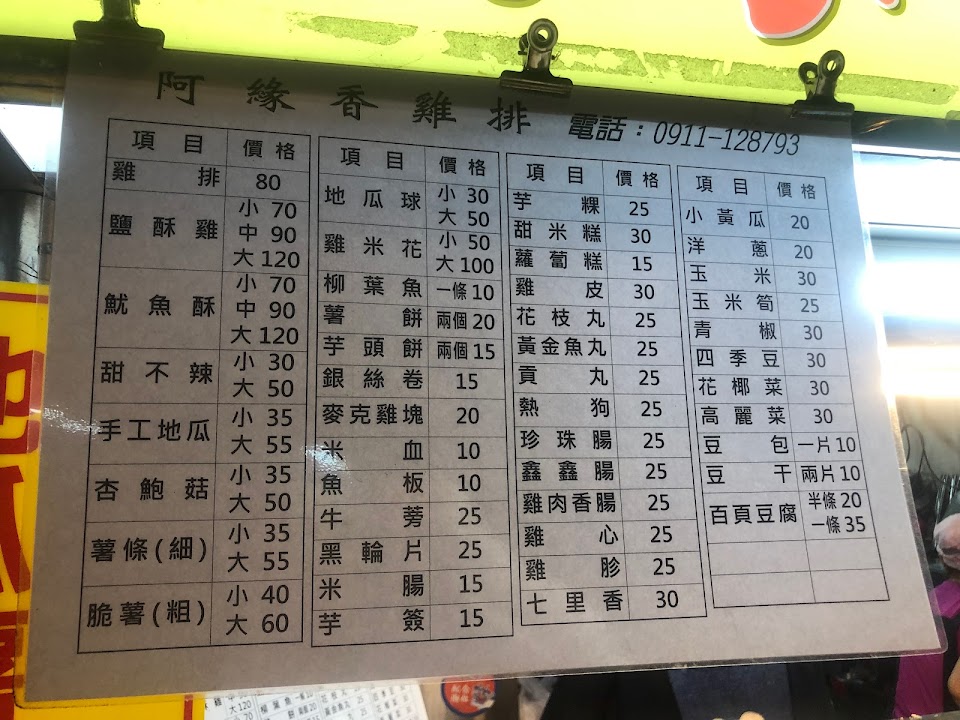 阿緣香雞排 電話：0911-128793
項目 價格
雞排 80
鹽酥雞 小 70
中 90
大 120
魷魚酥 小 70
中 90
大 120
甜不辣 小 30
大 50
手工地瓜 小 35
大 55
杏鮑菇 小 35
大 50
薯條(細) 小 35
大 55
脆薯(粗) 小 40
大 60
項目 價格
地瓜球 小 30
大 50
雞米花 小 50
大 100
柳葉魚 一條 10
薯餅 兩個 20
芋頭餅 兩個 15
銀絲卷 15
麥克雞塊 20
米血 10
魚板 10
牛蒡 25
黑輪片 25
米腸 15
芋簽 15
項目 價格
芋粿 25
甜米糕 30
蘿蔔糕 15
雞皮 30
花枝丸 25
黃金魚丸 25
貢丸 25
熱狗 25
珍珠腸 25
鑫鑫腸 25
雞肉香腸 25
雞心 25
雞胗 25
七里香 30
項目 價格
小黃瓜 20
洋蔥 20
玉米 30
玉米筍 25
青椒 30
四季豆 30
花椰菜 30
高麗菜 30
豆包 一片 10
豆干 兩片 10
百頁豆腐 半條 20
一條 35